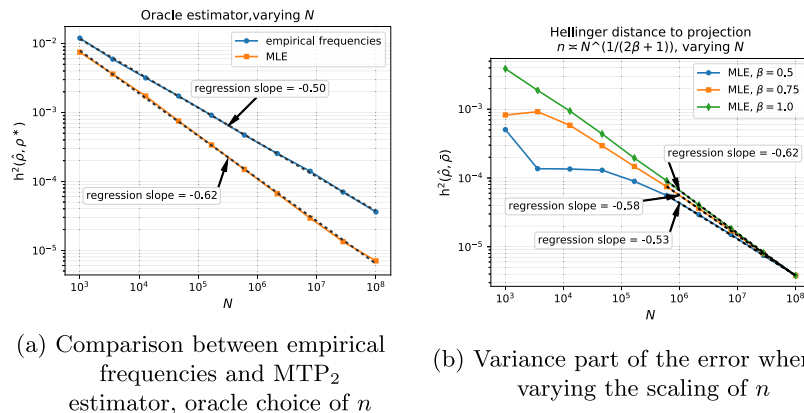 Oracle estimator,varying N
10⁻²
10⁻³
10⁻⁴
10⁻⁵
h²(ρ̂, ρ*)
empirical frequencies
MLE
regression slope = -0.50
regression slope = -0.62
10³ 10⁴ 10⁵ 10⁶ 10⁷ 10⁸
N
(a) Comparison between empirical
frequencies and MTP₂
estimator, oracle choice of n
Hellinger distance to projection
n ≍ N^(1/(2β + 1)), varying N
10⁻³
10⁻⁴
10⁻⁵
h²(ρ̂, ρ̄)
MLE, β = 0.5
MLE, β = 0.75
MLE, β = 1.0
regression slope = -0.62
regression slope = -0.58
regression slope = -0.53
10³ 10⁴ 10⁵ 10⁶ 10⁷ 10⁸
N
(b) Variance part of the error when
varying the scaling of n